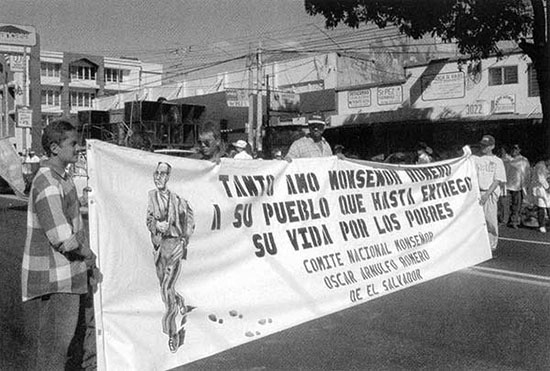 TANTO AMO MONSEÑOR ROMERO
A SU PUEBLO QUE HASTA ENTREGO
SU VIDA POR LOS POBRES
COMITE NACIONAL MONSEÑOR
OSCAR ARNULFO ROMERO
DE EL SALVADOR
3022